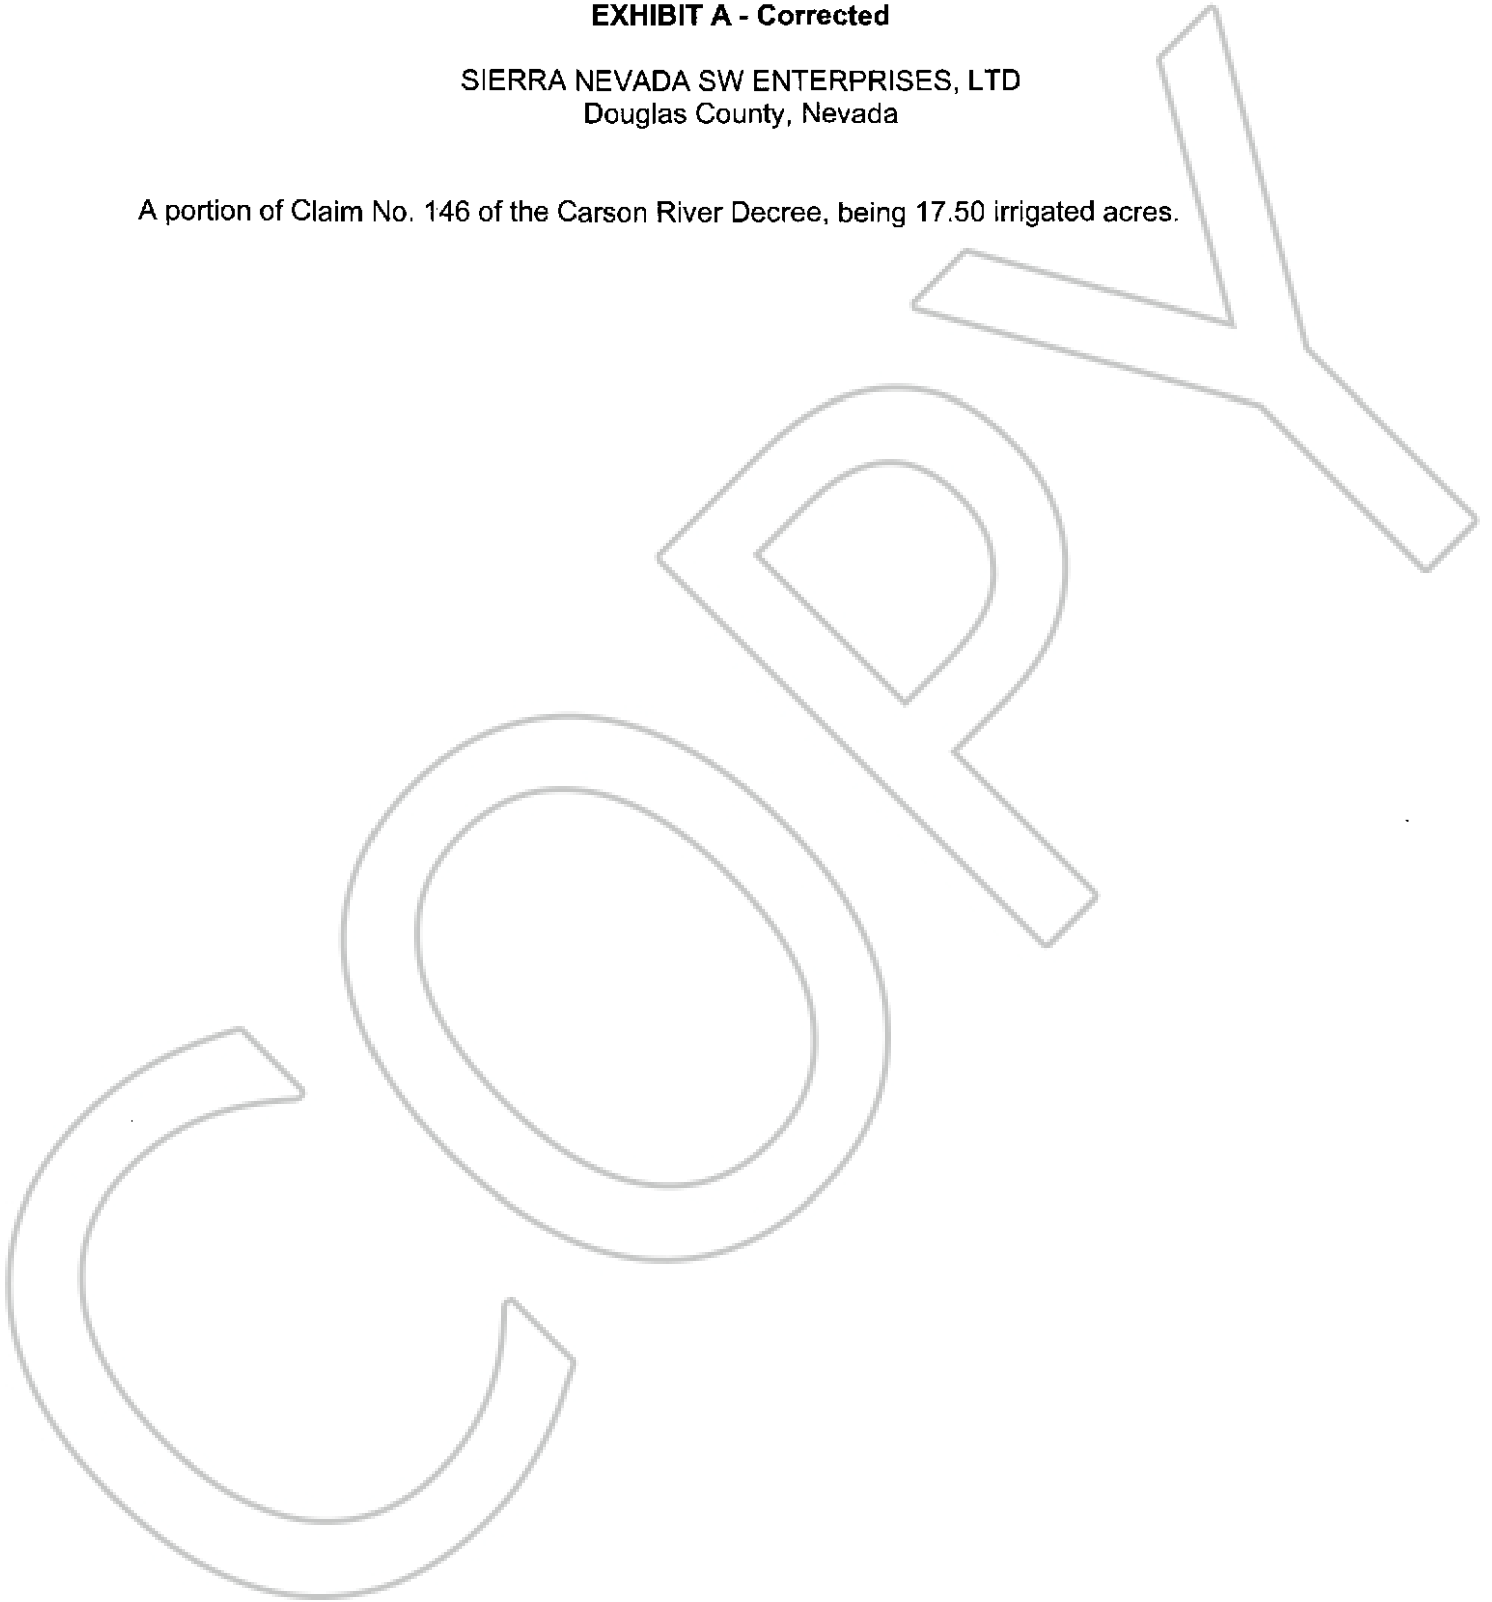 EXHIBIT A - Corrected
SIERRA NEVADA SW ENTERPRISES, LTD
Douglas County, Nevada
A portion of Claim No. 146 of the Carson River Decree, being 17.50 irrigated acres.
COPY